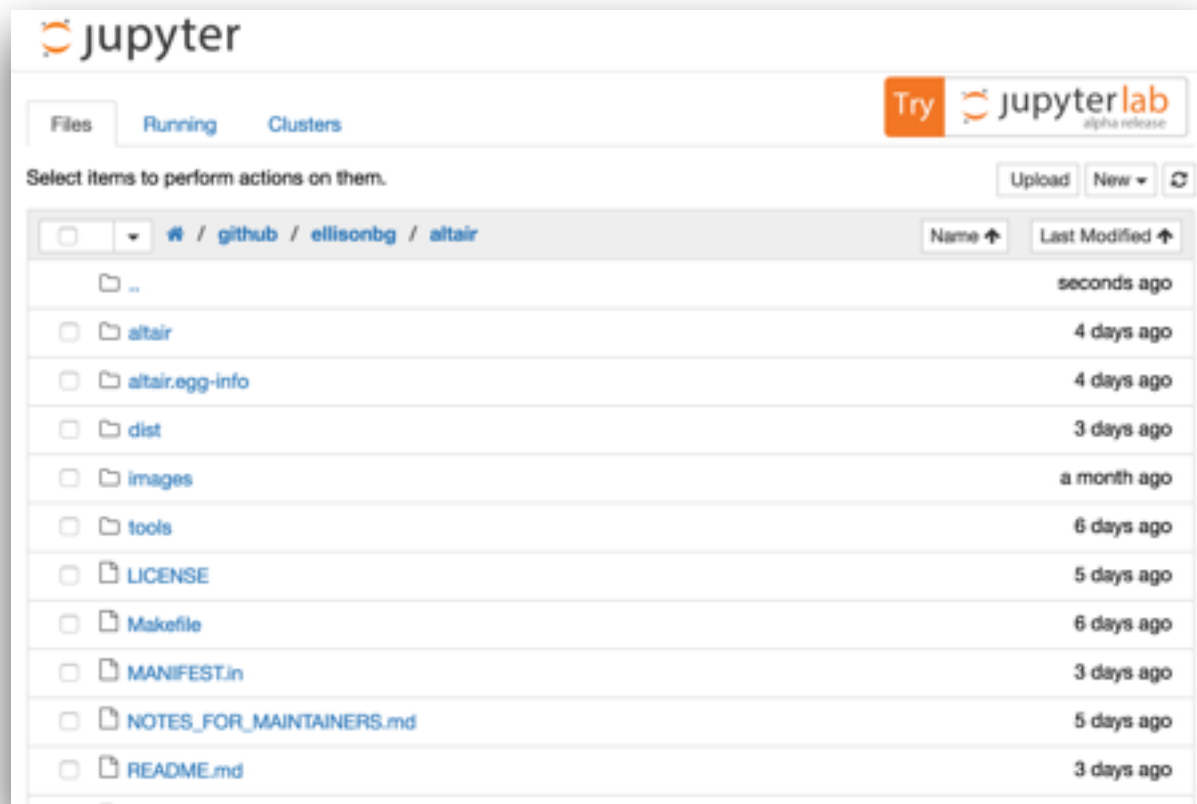 jupyter
Try jupyterlab
alpha release
Files Running Clusters
Select items to perform actions on them.
Upload New
/ github / ellisonbg / altair
Name Last Modified
.. seconds ago
altair 4 days ago
altair.egg-info 4 days ago
dist 3 days ago
images a month ago
tools 6 days ago
LICENSE 5 days ago
Makefile 6 days ago
MANIFEST.in 3 days ago
NOTES_FOR_MAINTAINERS.md 5 days ago
README.md 3 days ago